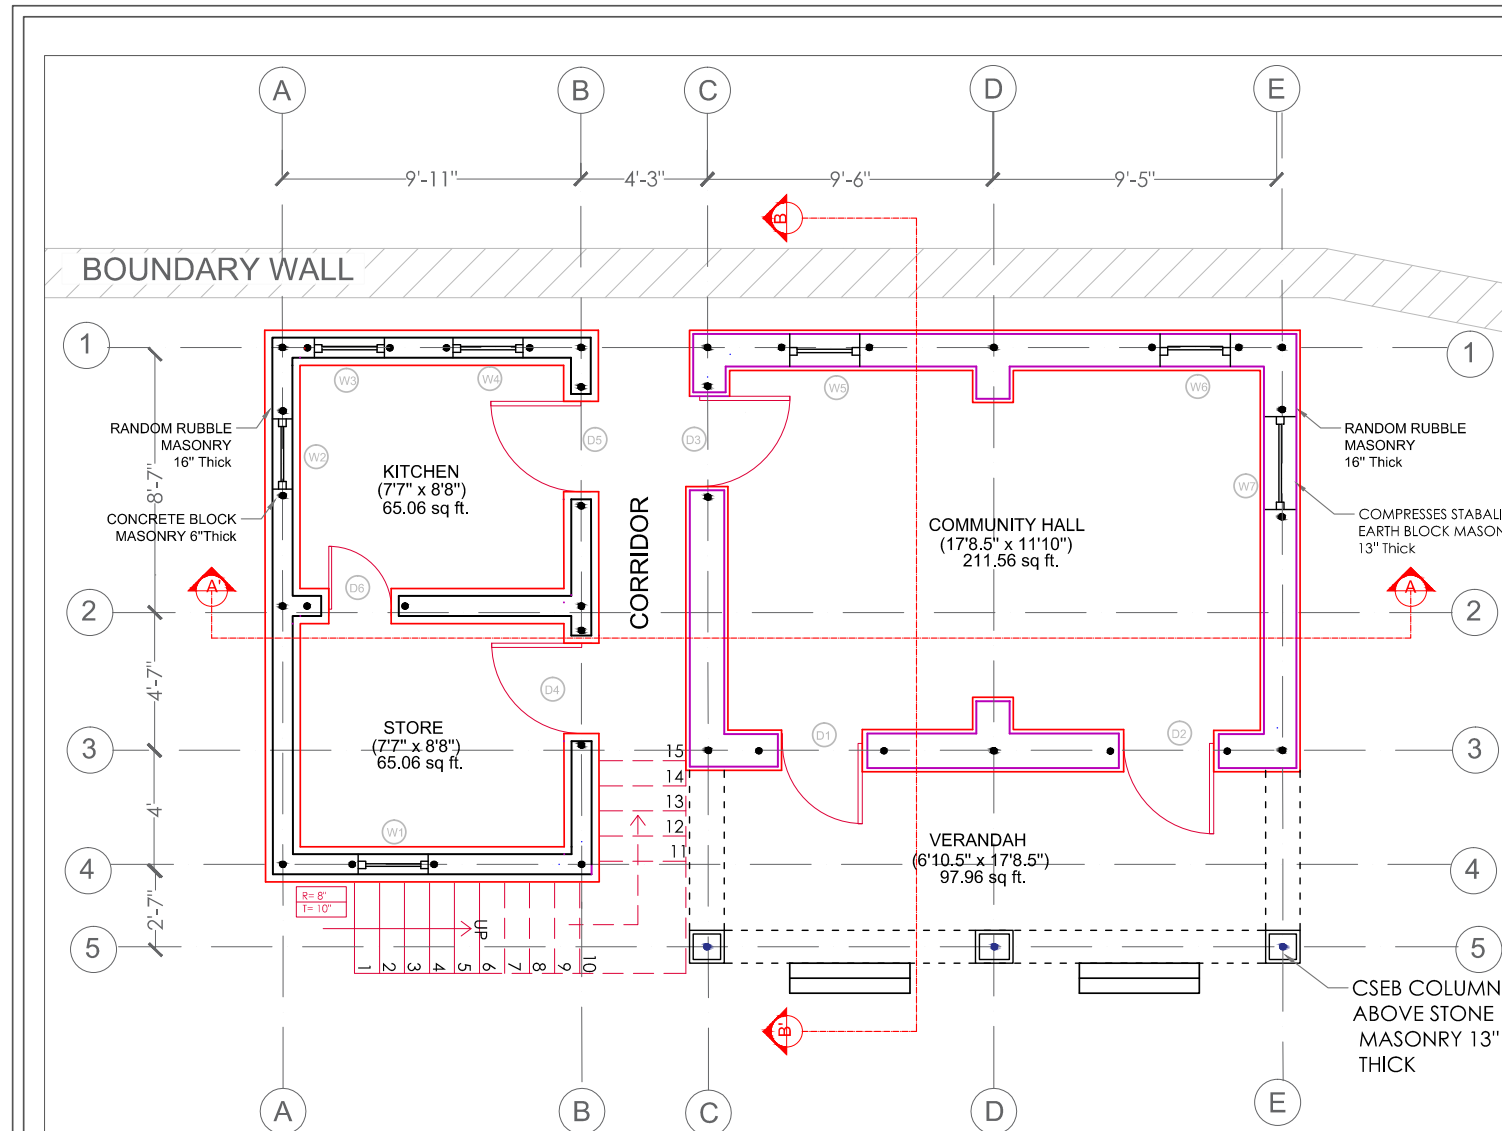 A
B
C
D
E
9'-11"
4'-3"
9'-6"
9'-5"
B
BOUNDARY WALL
1
1
W3
W4
W5
W6
RANDOM RUBBLE
MASONRY
16" Thick
W2
D5
D3
RANDOM RUBBLE
MASONRY
16" Thick
8'-7"
KITCHEN
(7'7" x 8'8")
65.06 sq ft.
W7
CONCRETE BLOCK
MASONRY 6"Thick
COMPRESSES STABALI
EARTH BLOCK MASON
13" Thick
CORRIDOR
COMMUNITY HALL
(17'8.5" x 11'10")
211.56 sq ft.
A'
D6
A
2
2
4'-7"
D4
STORE
(7'7" x 8'8")
65.06 sq ft.
D1
D2
3
3
15
14
13
12
11
4'
W1
VERANDAH
(6'10.5" x 17'8.5")
97.96 sq ft.
4
4
R= 8"
T= 10"
2'-7"
UP
5
5
1
2
3
4
5
6
7
8
9
10
CSEB COLUMN
ABOVE STONE
MASONRY 13"
THICK
B'
A
B
C
D
E